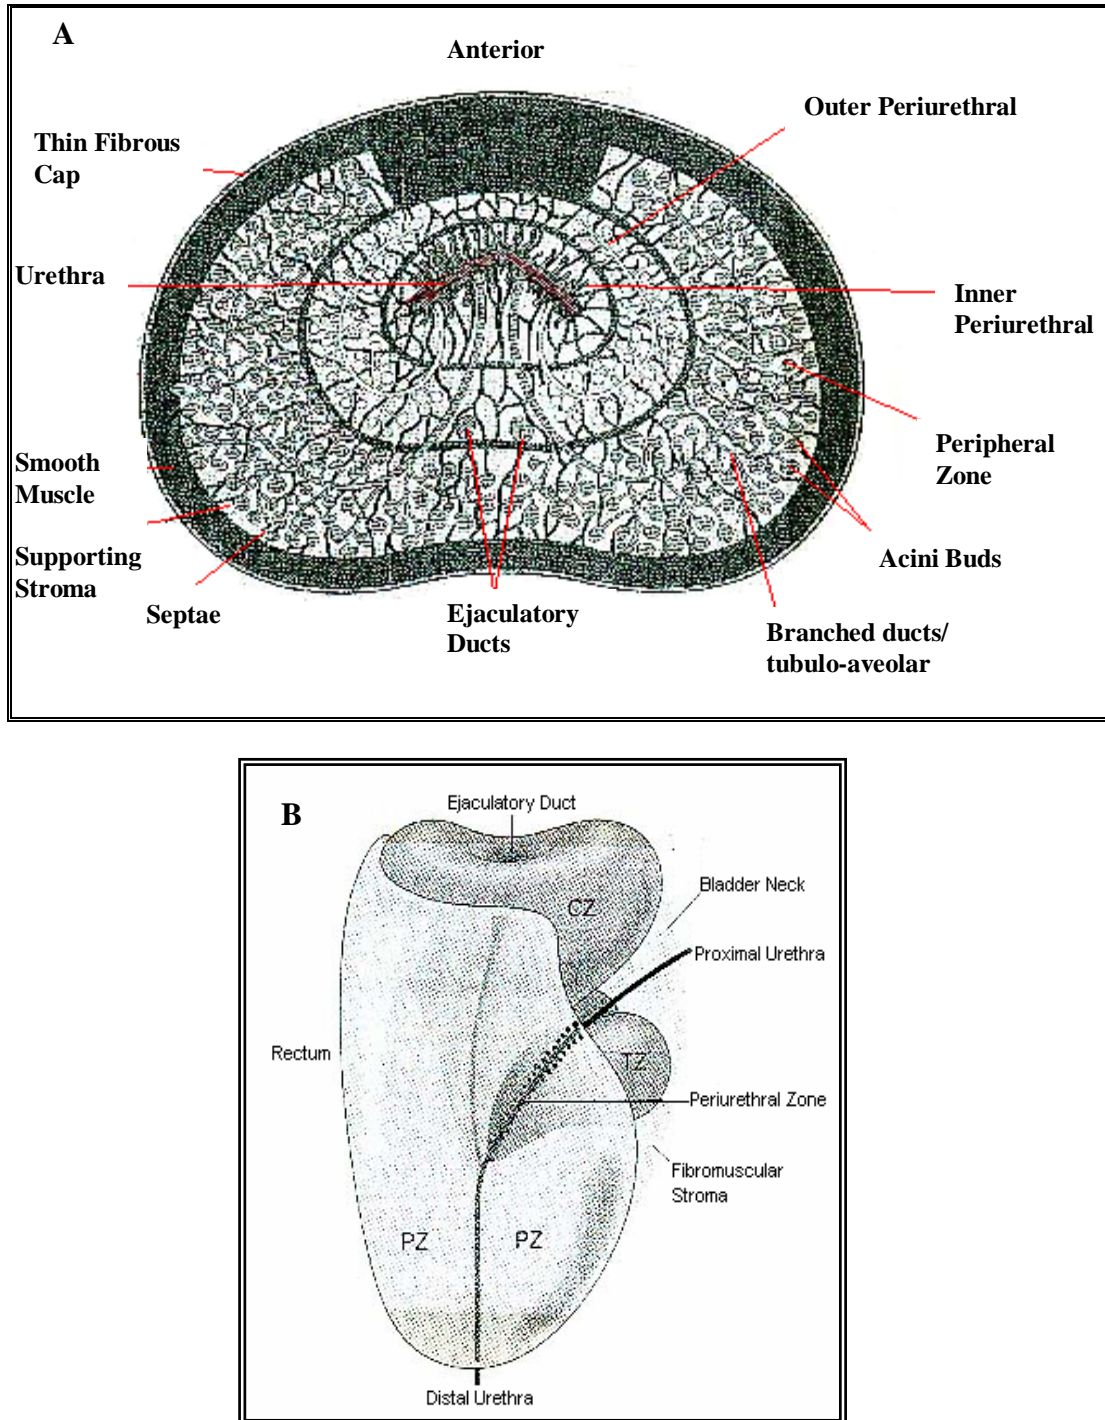 A
Anterior
Outer Periurethral
Thin Fibrous
Cap
Urethra
Inner
Periurethral
Peripheral
Zone
Smooth
Muscle
Supporting
Stroma
Septae
Ejaculatory
Ducts
Acini Buds
Branched ducts/
tubulo-aveolar
B
Ejaculatory Duct
CZ
Bladder Neck
Proximal Urethra
Rectum
TZ
Periurethral Zone
Fibromuscular
Stroma
PZ
PZ
Distal Urethra